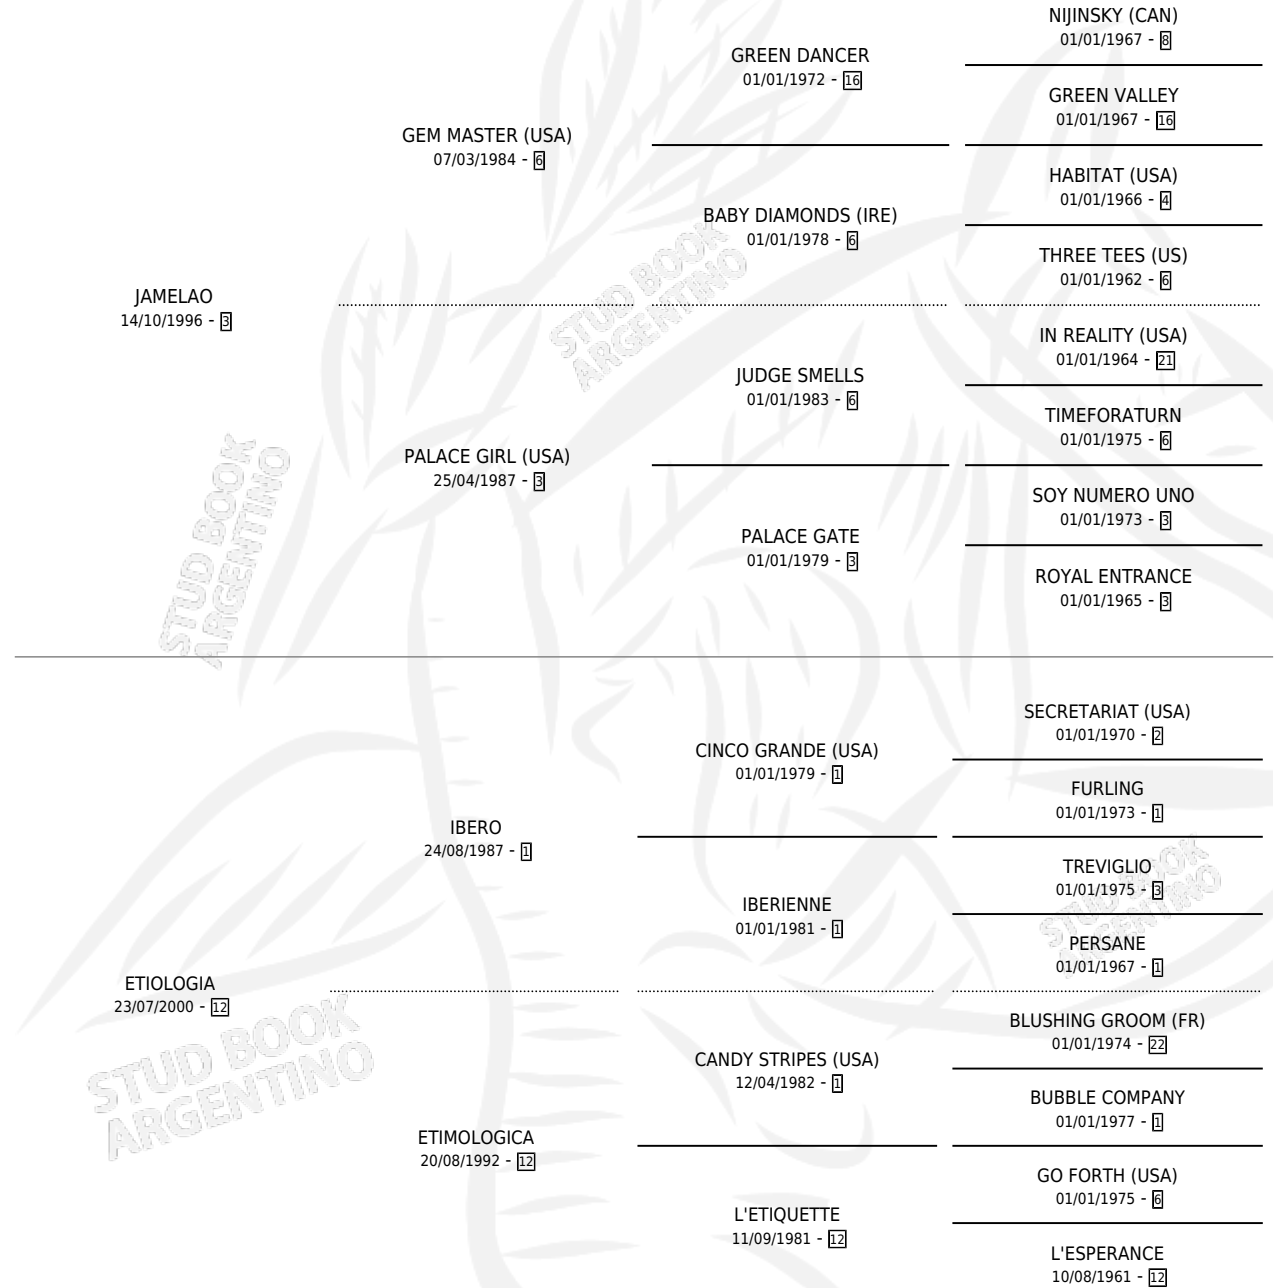 JAMELAO
14/10/1996 - 3
GEM MASTER (USA)
07/03/1984 - 6
PALACE GIRL (USA)
25/04/1987 - 3
GREEN DANCER
01/01/1972 - 16
BABY DIAMONDS (IRE)
01/01/1978 - 6
JUDGE SMELLS
01/01/1983 - 6
PALACE GATE
01/01/1979 - 3
NIJINSKY (CAN)
01/01/1967 - 8
GREEN VALLEY
01/01/1967 - 16
HABITAT (USA)
01/01/1966 - 4
THREE TEES (US)
01/01/1962 - 6
IN REALITY (USA)
01/01/1964 - 21
TIMEFORATURN
01/01/1975 - 6
SOY NUMERO UNO
01/01/1973 - 3
ROYAL ENTRANCE
01/01/1965 - 3
STUD BOOK
ARGENTINO
STUD BOOK
ARGENTINO
ETIOLOGIA
23/07/2000 - 12
IBERO
24/08/1987 - 1
ETIMOLOGICA
20/08/1992 - 12
CINCO GRANDE (USA)
01/01/1979 - 1
IBERIENNE
01/01/1981 - 1
CANDY STRIPES (USA)
12/04/1982 - 1
L'ETIQUETTE
11/09/1981 - 12
SECRETARIAT (USA)
01/01/1970 - 2
FURLING
01/01/1973 - 1
TREVIGLIO
01/01/1975 - 3
PERSANE
01/01/1967 - 1
BLUSHING GROOM (FR)
01/01/1974 - 22
BUBBLE COMPANY
01/01/1977 - 1
GO FORTH (USA)
01/01/1975 - 6
L'ESPERANCE
10/08/1961 - 12
STUD BOOK
ARGENTINO
STUD BOOK
ARGENTINO